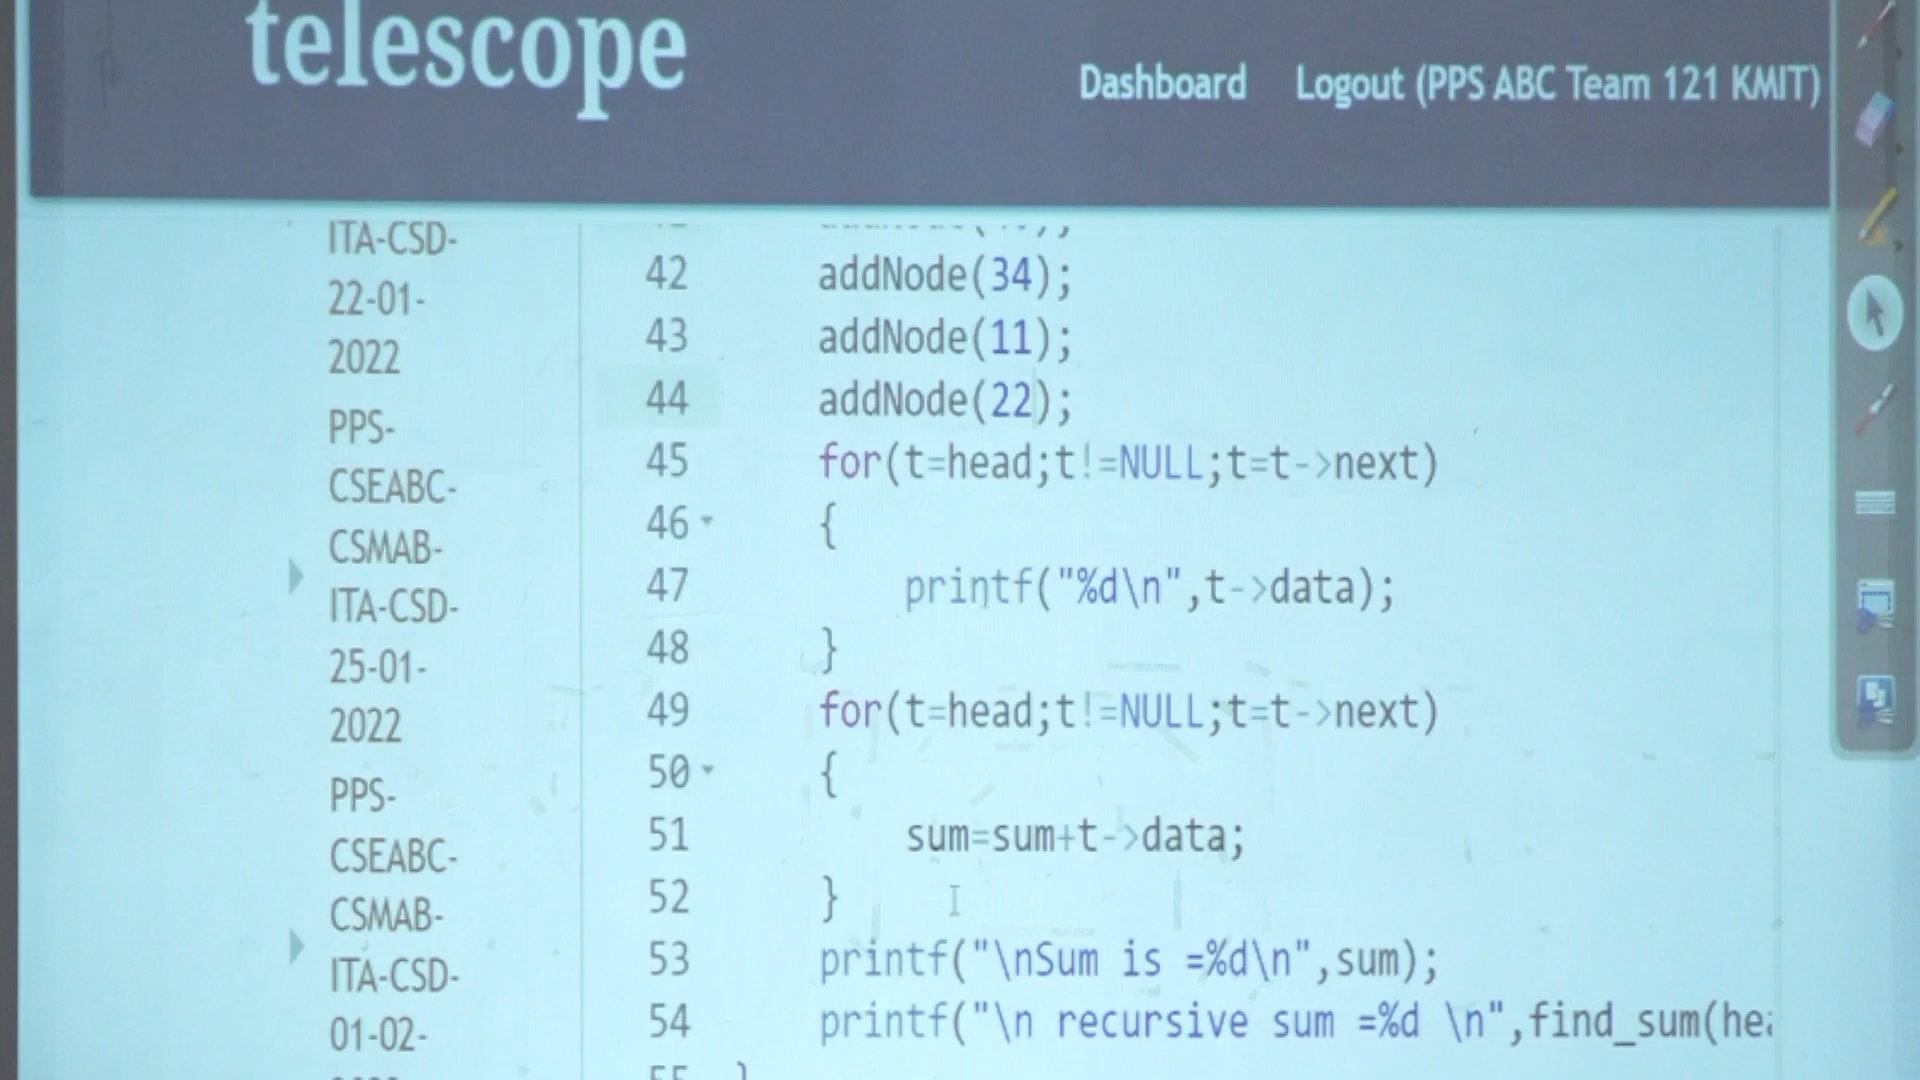 telescope
Dashboard Logout (PPS ABC Team 121 KMIT)
ITA-CSD-
22-01-
2022
PPS-
CSEABC-
CSMAB-
ITA-CSD-
25-01-
2022
PPS-
CSEABC-
CSMAB-
ITA-CSD-
01-02-
42 addNode(34);
43 addNode(11);
44 addNode(22);
45 for(t=head;t!=NULL;t=t->next)
46 {
47 printf("%d\n",t->data);
48 }
49 for(t=head;t!=NULL;t=t->next)
50 {
51 sum=sum+t->data;
52 }
53 printf("\nSum is =%d\n",sum);
54 printf("\n recursive sum =%d \n",find_sum(hea
55 }